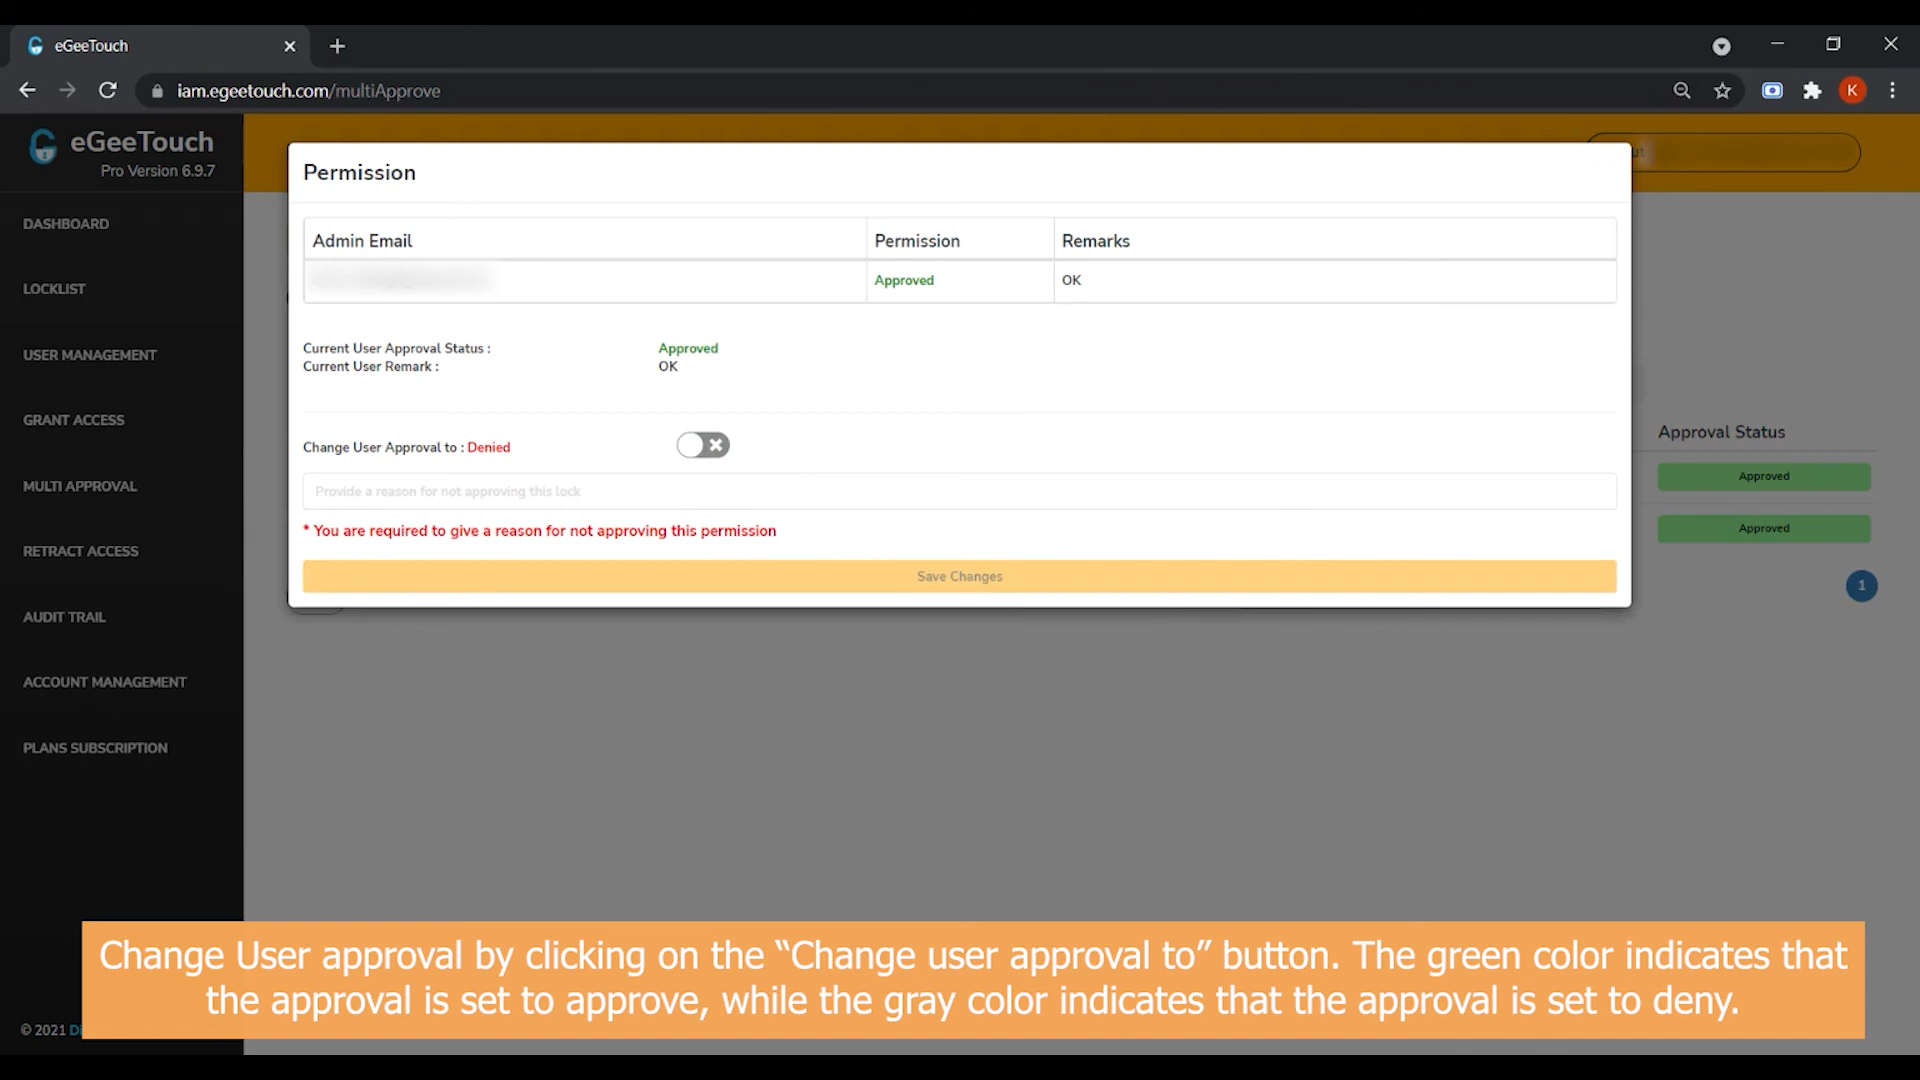 eGeeTouch
iam.egeetouch.com/multiApprove
K
eGeeTouch
Pro Version 6.9.7
DASHBOARD
LOCKLIST
USER MANAGEMENT
GRANT ACCESS
MULTI APPROVAL
RETRACT ACCESS
AUDIT TRAIL
ACCOUNT MANAGEMENT
PLANS SUBSCRIPTION
© 2021
Permission
Admin Email Permission Remarks
Approved OK
Current User Approval Status : Approved
Current User Remark : OK
Change User Approval to : Denied
Provide a reason for not approving this lock
* You are required to give a reason for not approving this permission
Save Changes
Approval Status
Approved
Approved
1
Change User approval by clicking on the “Change user approval to” button. The green color indicates that
the approval is set to approve, while the gray color indicates that the approval is set to deny.